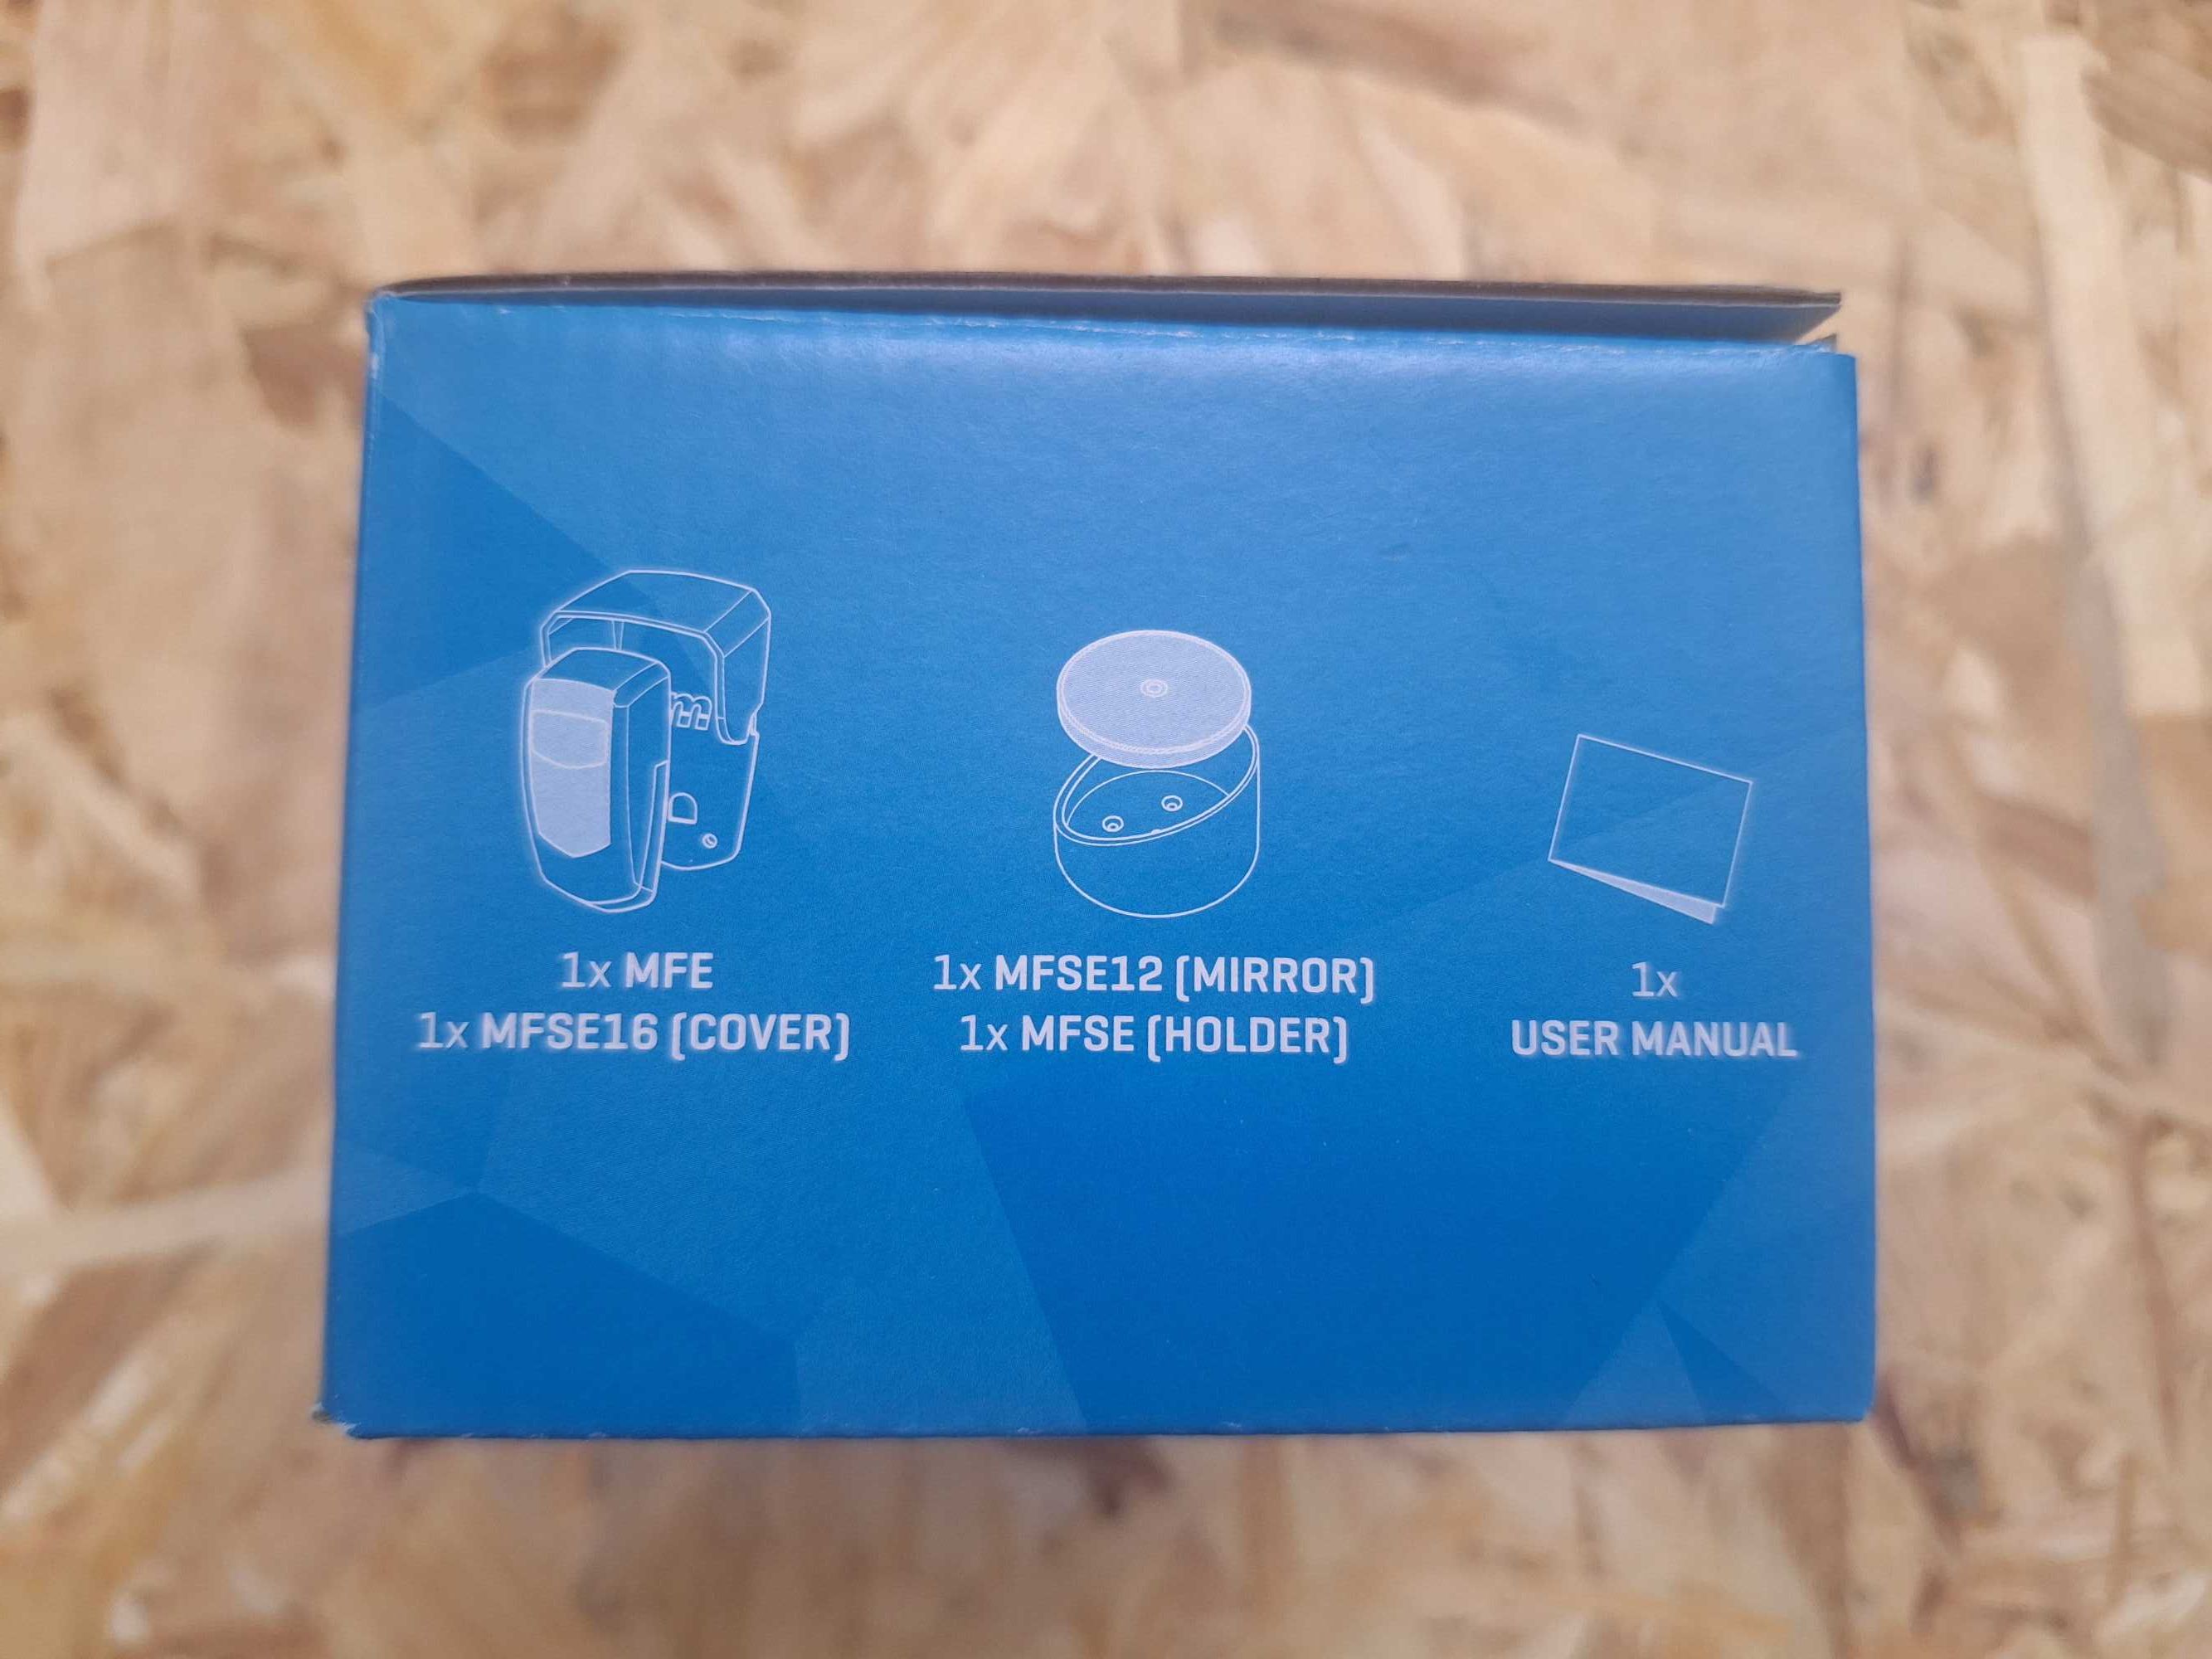 1x MFE
1x MFSE16 (COVER)
1x MFSE12 (MIRROR)
1x MFSE (HOLDER)
1x
USER MANUAL